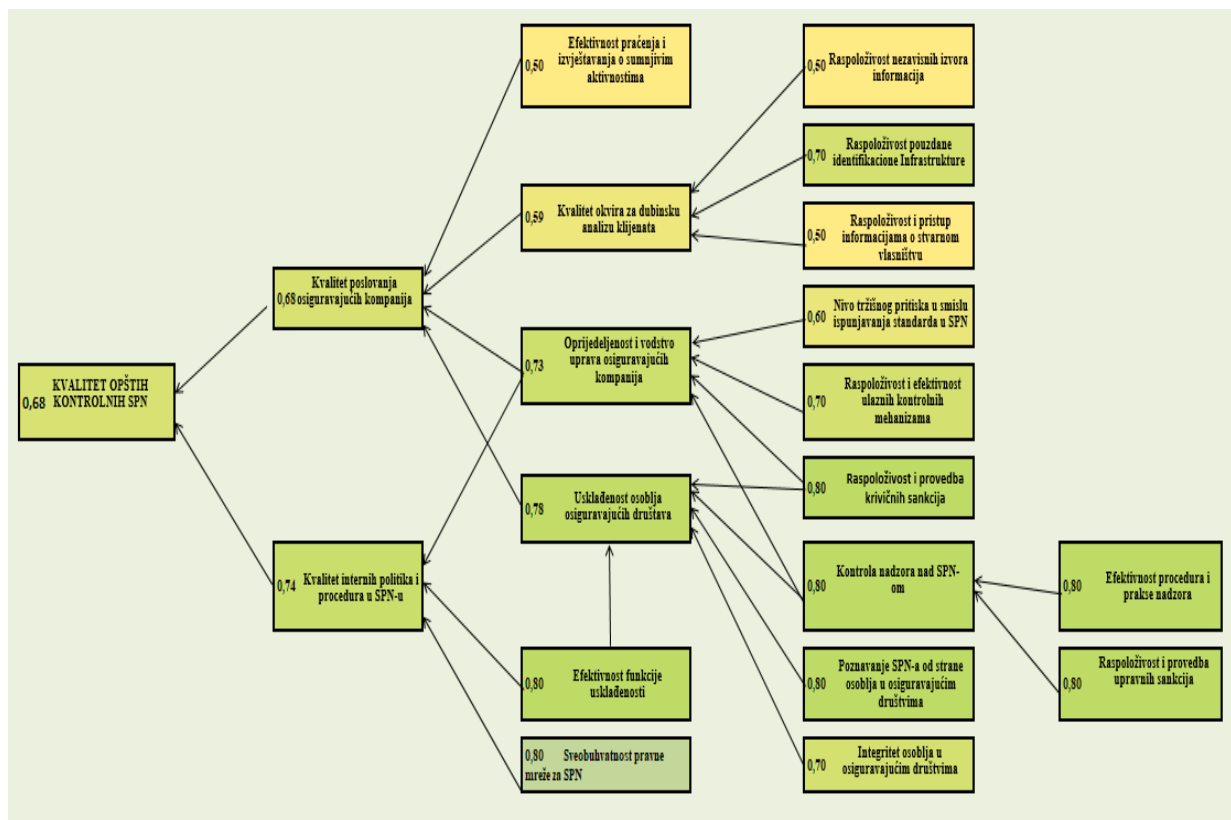 KVALITET OPŠTIH
KONTROLNIH SPN
0,68
Kvalitet poslovanja
0,68 osiguravajućih kompanija
Kvalitet internih politika i
0,74
procedura u SPN-u
Efektivnost praćenja i
0,50 izvještavanja o sumnjivim
aktivnostima
Kvalitet okvira za dubinsku
0,59
analizu klijenata
Oprijedeljenost i vodstvo
0,73 uprava osiguravajućih
kompanija
Usklađenost osoblja
0,78 osiguravajućih društava
Efektivnost funkcije
0,80
usklađenosti
0,80 Sveobuhvatnost pravne
mreže za SPN
0,50 Raspoloživost nezavisnih izvora
informacija
Raspoloživost pouzdane
0,70 identifikacione Infrastrukture
Raspoloživost i pristup
0,50 informacijama o stvarnom
vlasništvu
Nivo tržišnog pritiska u smislu
0,60 ispunjavanja standarda u SPN
Raspoloživost i efektivnost
0,70 ulaznih kontrolnih
mehanizama
Raspoloživost i provedba
0,80
krivičnih sankcija
Kontrola nadzora nad SPN-
0,80 om
Poznavanje SPN-a od strane
0,80 osoblja u osiguravajućim
društvima
Integritet osoblja u
0,70 osiguravajućim društvima
Efektivnost procedura i
0,80 prakse nadzora
Raspoloživost i provedba
0,80 upravnih sankcija